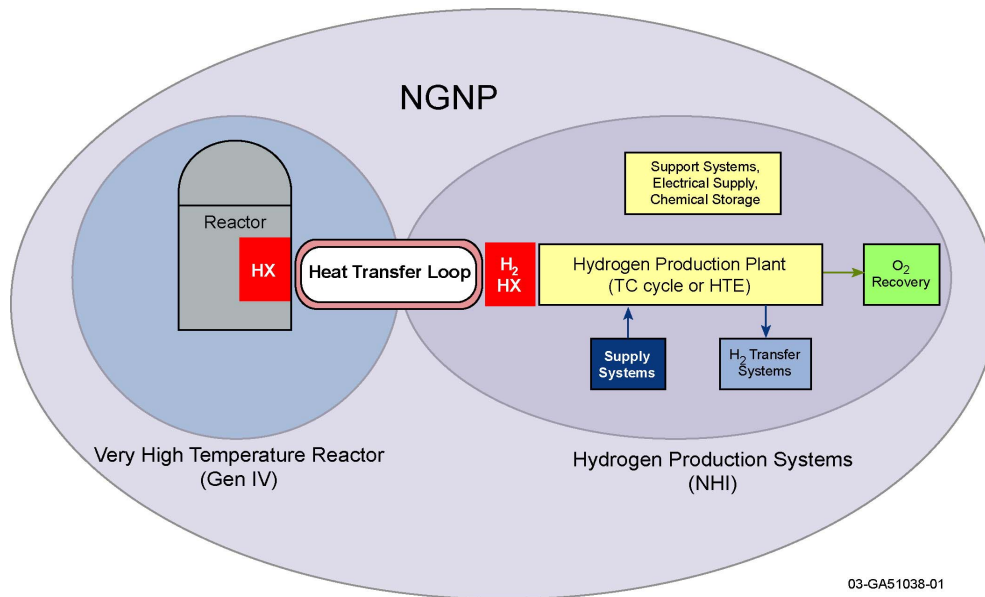 NGNP
Support Systems,
Electrical Supply,
Chemical Storage
Reactor
HX
Heat Transfer Loop
H2
HX
Hydrogen Production Plant
(TC cycle or HTE)
O2
Recovery
Supply
Systems
H2 Transfer
Systems
Very High Temperature Reactor
(Gen IV)
Hydrogen Production Systems
(NHI)
03-GA51038-01